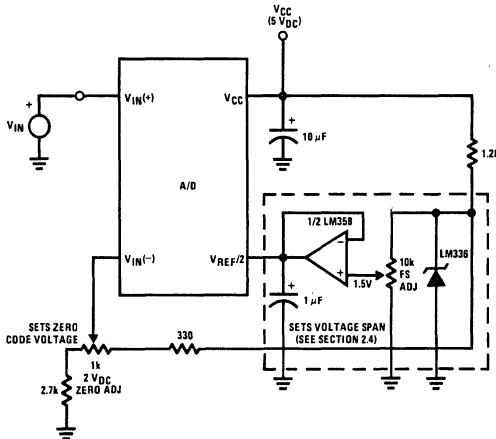 VCC
(5 VDC)
VIN(+)
VCC
+
VIN
+
10 µF
1.2k
A/D
1/2 LM358
VIN(−)
VREF/2
−
+
1.5V
10k
FS
ADJ
LM336
+
1 µF
SETS ZERO
CODE VOLTAGE
330
SETS VOLTAGE SPAN
(SEE SECTION 2.4)
1k
2 VDC
ZERO ADJ
2.7k